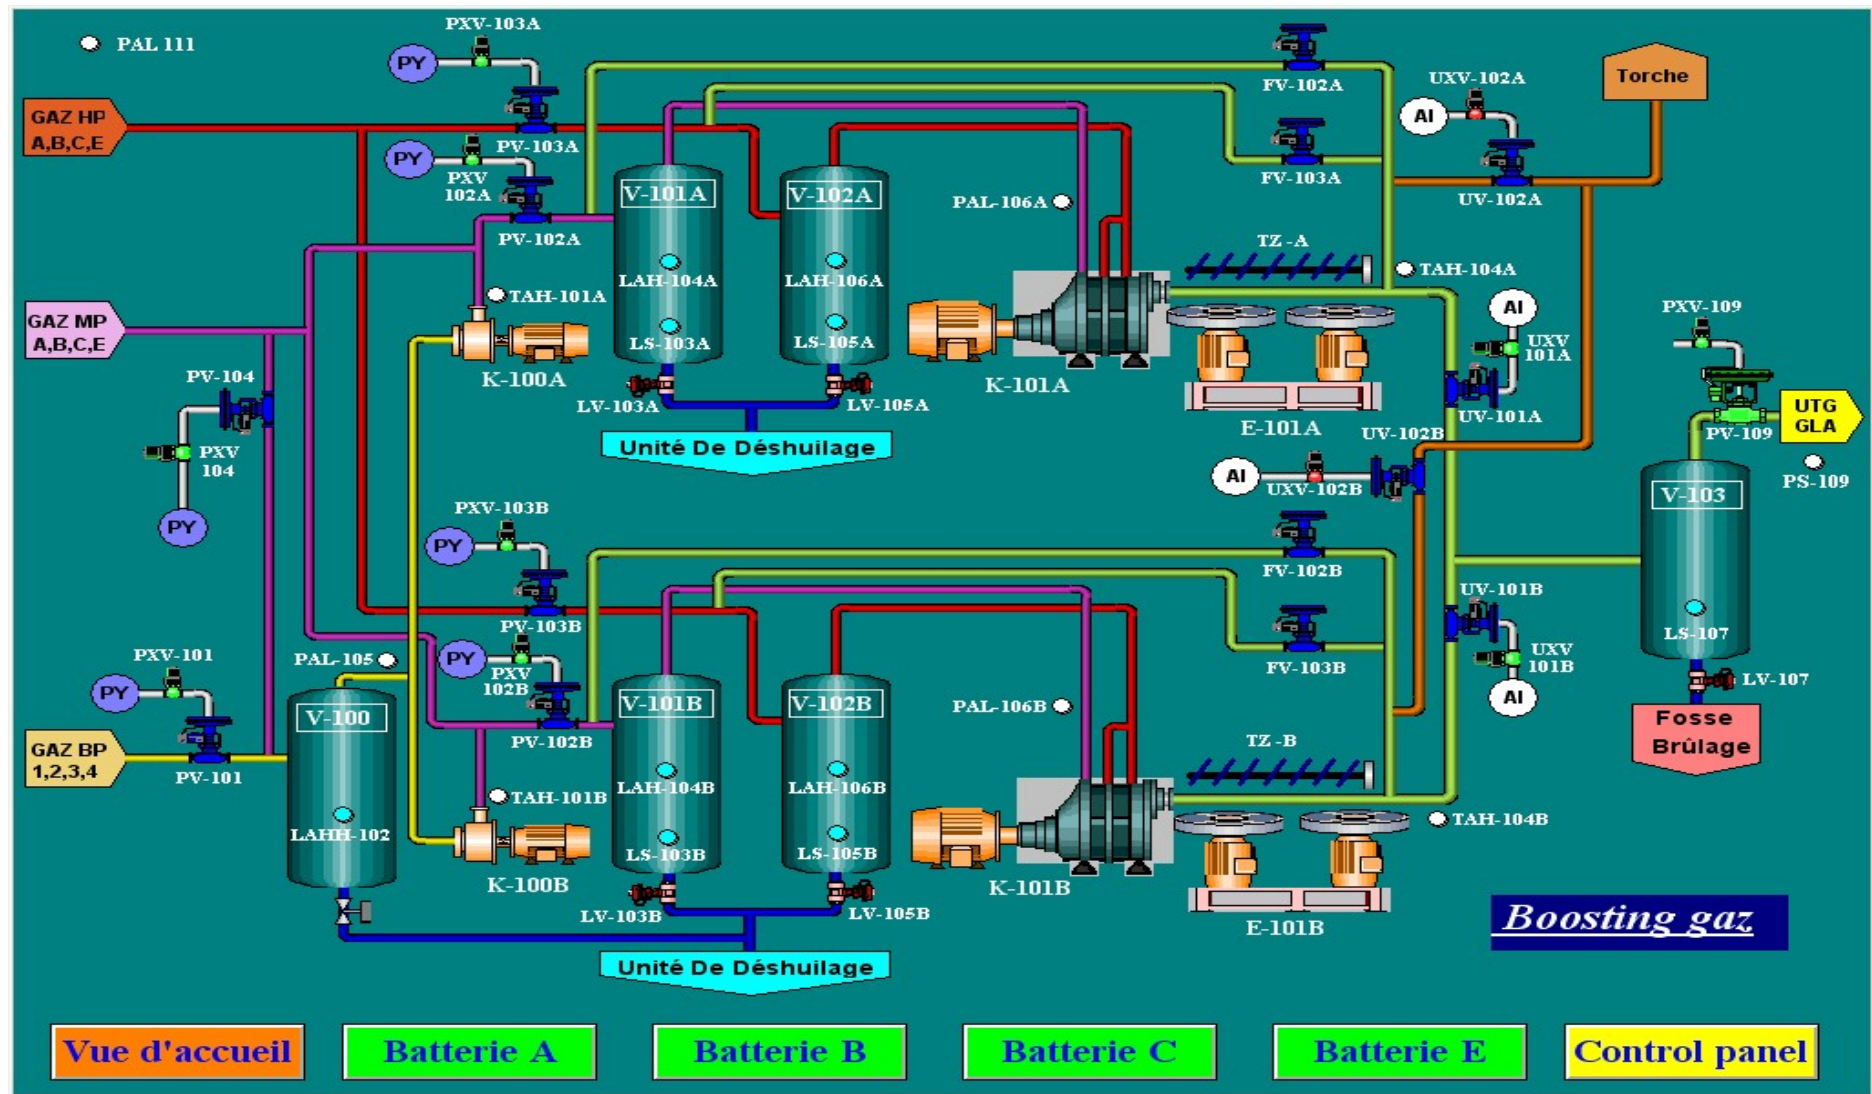 PXV-103A
PAL 111
PY
FV-102A
UXV-102A
Torche
GAZ HP
A,B,C,E
PV-103A
AI
PY
PXV
102A
FV-103A
V-101A
V-102A
PAL-106A
UV-102A
PV-102A
TZ -A
TAH-104A
LAH-104A
LAH-106A
TAH-101A
AI
PXV-109
GAZ MP
A,B,C,E
LS-103A
LS-105A
UXV
101A
K-100A
K-101A
PV-104
LV-103A
LV-105A
UV-101A
UTG
GLA
E-101A
UV-102B
PV-109
Unité De Déshuilage
PXV
104
AI
UXV-102B
PS-109
V-103
PY
PXV-103B
PY
FV-102B
UV-101B
PV-103B
LS-107
PXV-101
PAL-105
PY
PXV
102B
FV-103B
UXV
101B
PY
AI
LV-107
V-100
V-101B
V-102B
PAL-106B
Fosse
Brûlage
GAZ BP
1,2,3,4
PV-101
PV-102B
TZ -B
LAH-104B
LAH-106B
TAH-101B
TAH-104B
LAHH-102
LS-103B
LS-105B
K-100B
K-101B
LV-103B
LV-105B
E-101B
Boosting gaz
Unité De Déshuilage
Vue d'accueil
Batterie A
Batterie B
Batterie C
Batterie E
Control panel